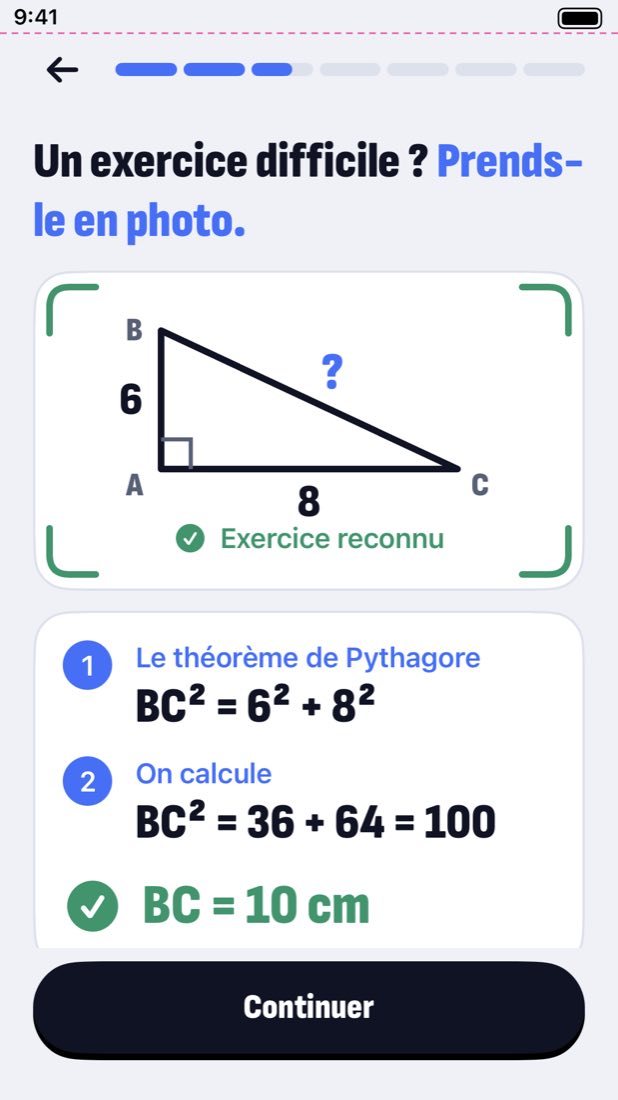 9:41
Un exercice difficile ? Prends-
le en photo.
B
?
6
A
C
8
Exercice reconnu
1
Le théorème de Pythagore
BC² = 6² + 8²
2
On calcule
BC² = 36 + 64 = 100
BC = 10 cm
Continuer